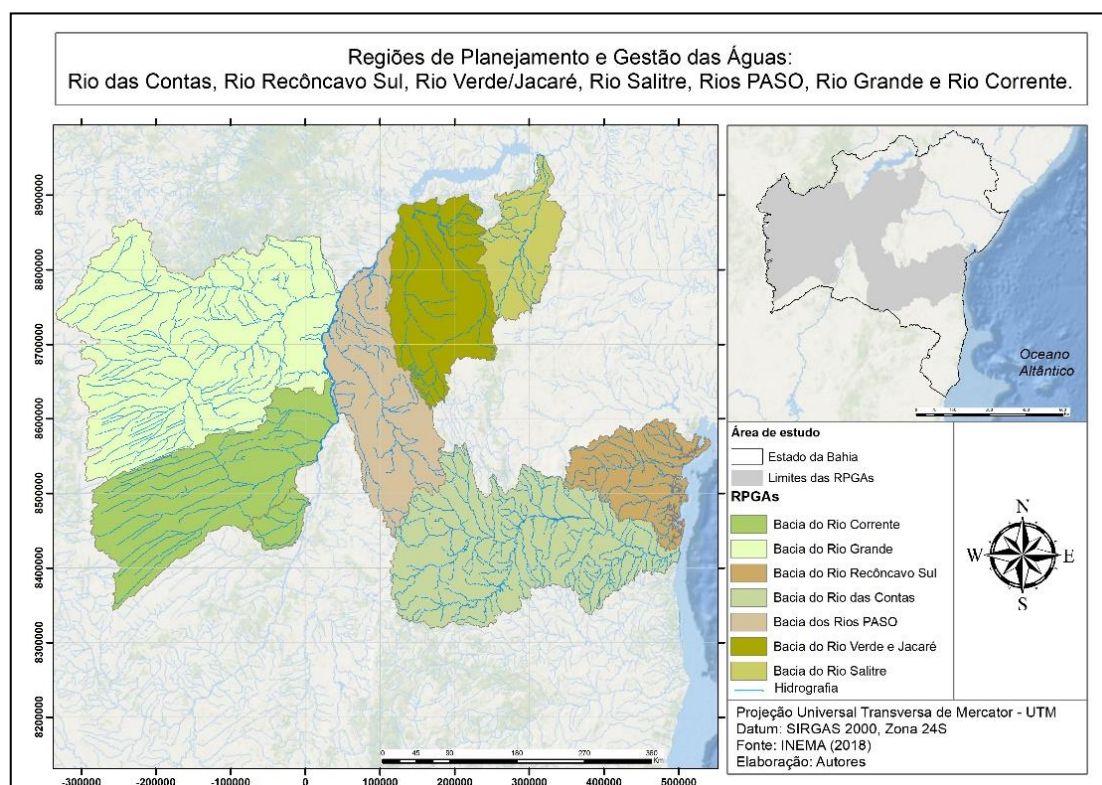 Regiões de Planejamento e Gestão das Águas:
Rio das Contas, Rio Recôncavo Sul, Rio Verde/Jacaré, Rio Salitre, Rios PASO, Rio Grande e Rio Corrente.
8900000
8800000
8700000
8600000
8500000
8400000
8300000
8200000
0 45 90 180 270 360
Km
-300000 -200000 -100000 0 100000 200000 300000 400000 500000
Oceano
Altântico
Área de estudo
Estado da Bahia
Limites das RPGAs
RPGAs
Bacia do Rio Corrente
Bacia do Rio Grande
Bacia do Rio Recôncavo Sul
Bacia do Rio das Contas
Bacia dos Rios PASO
Bacia do Rio Verde e Jacaré
Bacia do Rio Salitre
Hidrografia
N
W E
S
Projeção Universal Transversa de Mercator - UTM
Datum: SIRGAS 2000, Zona 24S
Fonte: INEMA (2018)
Elaboração: Autores